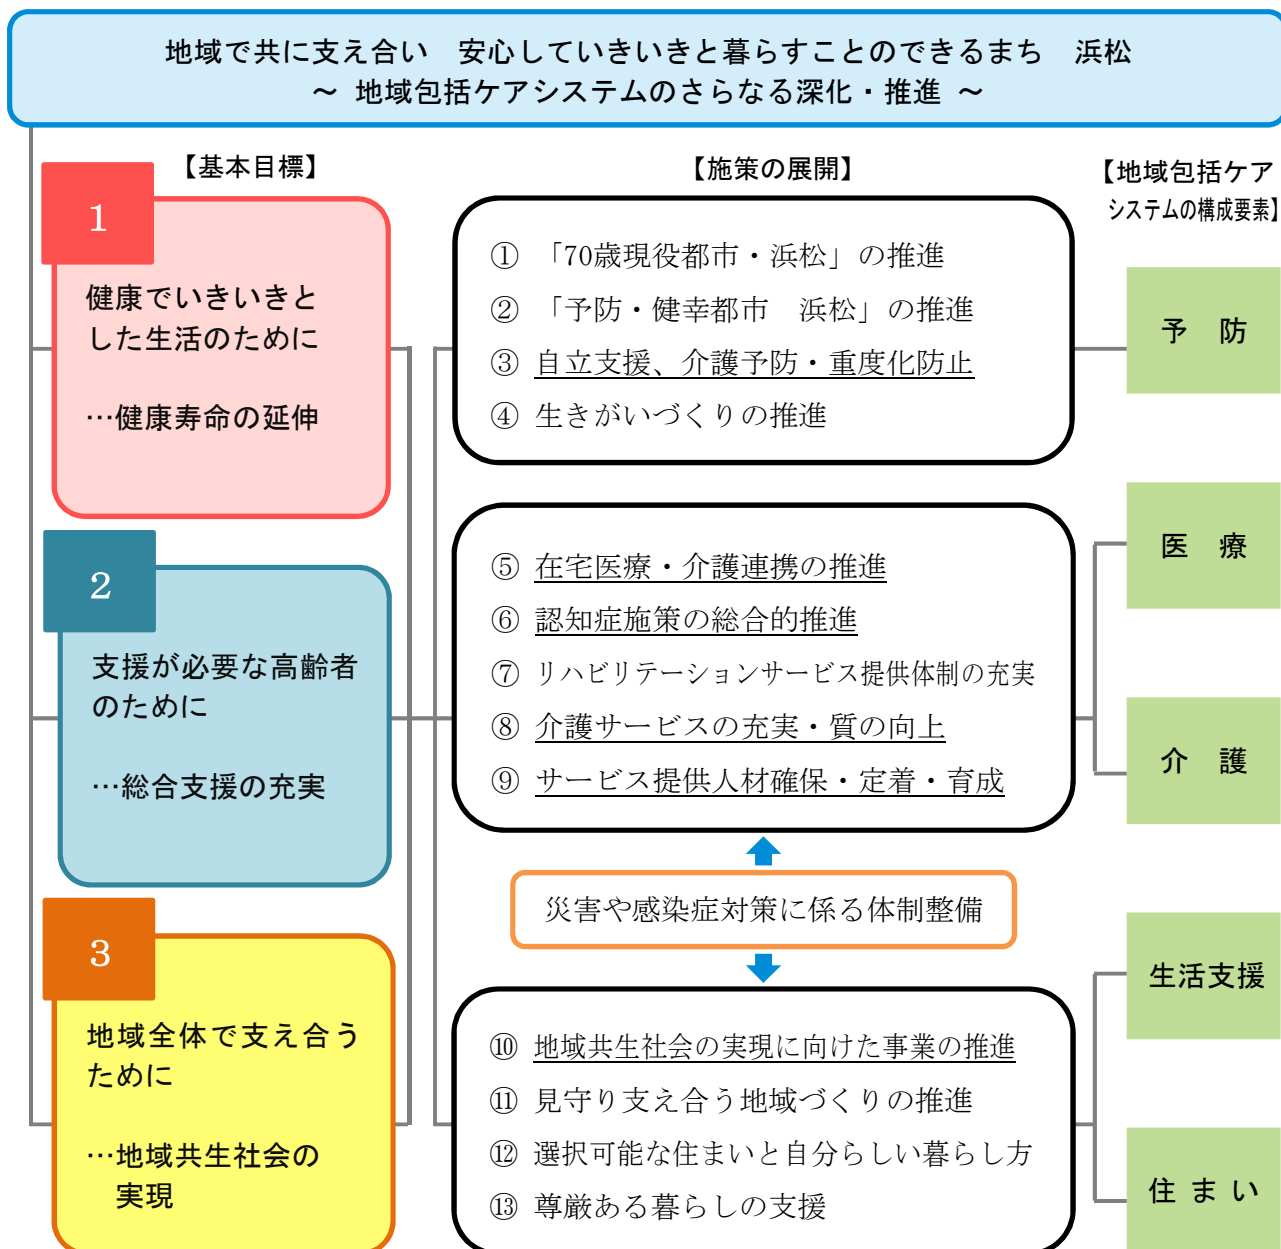 地域で共に支え合い　安心していきいきと暮らすことのできるまち　浜松
～ 地域包括ケアシステムのさらなる深化・推進 ～
【基本目標】
【施策の展開】
【地域包括ケア
システムの構成要素】
1
健康でいきいきと
した生活のために
…健康寿命の延伸
① 「70歳現役都市・浜松」の推進
② 「予防・健幸都市　浜松」の推進
③ 自立支援、介護予防・重度化防止
④ 生きがいづくりの推進
予　防
2
支援が必要な高齢者
のために
…総合支援の充実
⑤ 在宅医療・介護連携の推進
⑥ 認知症施策の総合的推進
⑦ リハビリテーションサービス提供体制の充実
⑧ 介護サービスの充実・質の向上
⑨ サービス提供人材確保・定着・育成
医　療
介　護
災害や感染症対策に係る体制整備
3
地域全体で支え合う
ために
…地域共生社会の
実現
⑩ 地域共生社会の実現に向けた事業の推進
⑪ 見守り支え合う地域づくりの推進
⑫ 選択可能な住まいと自分らしい暮らし方
⑬ 尊厳ある暮らしの支援
生活支援
住まい